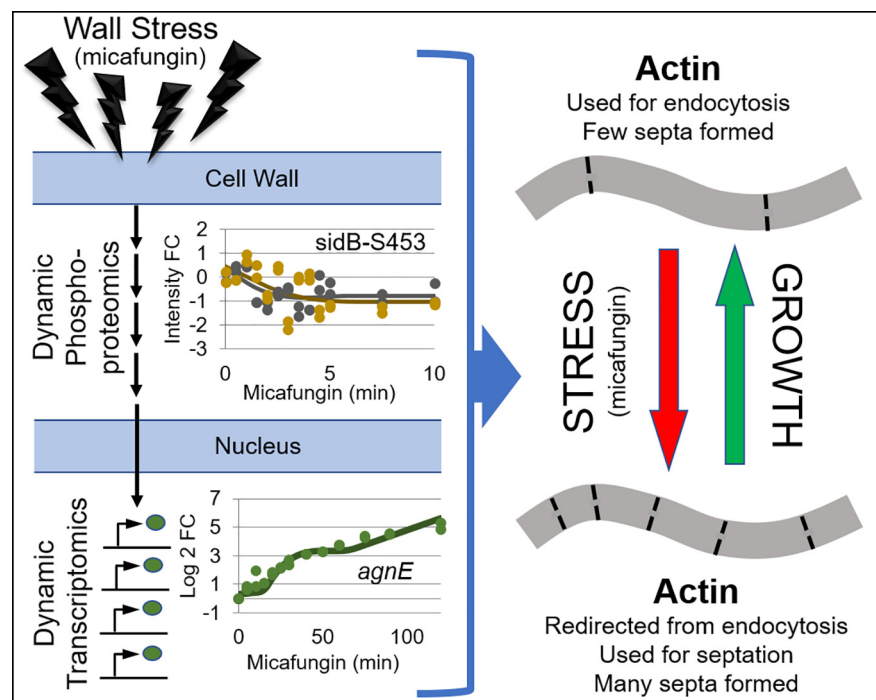 Wall Stress
(micafungin)
Cell Wall
Dynamic
Phospho-
proteomics
sidB-S453
Intensity FC
2
1
0
-1
-2
-3
0
5
10
Micafungin (min)
Nucleus
Dynamic
Transcriptomics
Log 2 FC
7
5
3
1
-1
agnE
0
50
100
Micafungin (min)
Actin
Used for endocytosis
Few septa formed
STRESS
(micafungin)
GROWTH
Actin
Redirected from endocytosis
Used for septation
Many septa formed